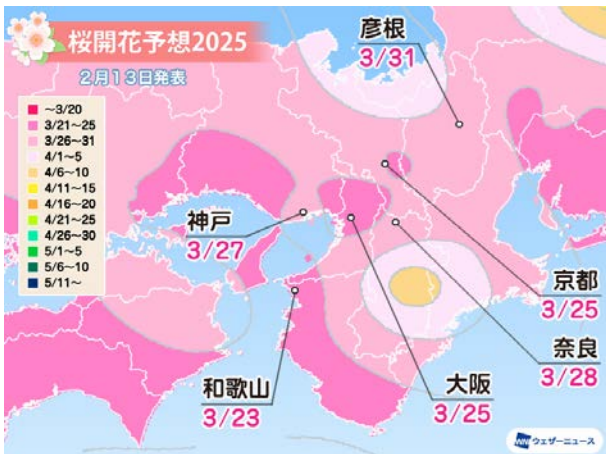 桜開花予想2025
2月13日発表
~3/20
3/21~25
3/26~31
4/1~5
4/6~10
4/11~15
4/16~20
4/21~25
4/26~30
5/1~5
5/6~10
5/11~
彦根
3/31
神戸
3/27
京都
3/25
奈良
3/28
和歌山
3/23
大阪
3/25
ウェザーニュース